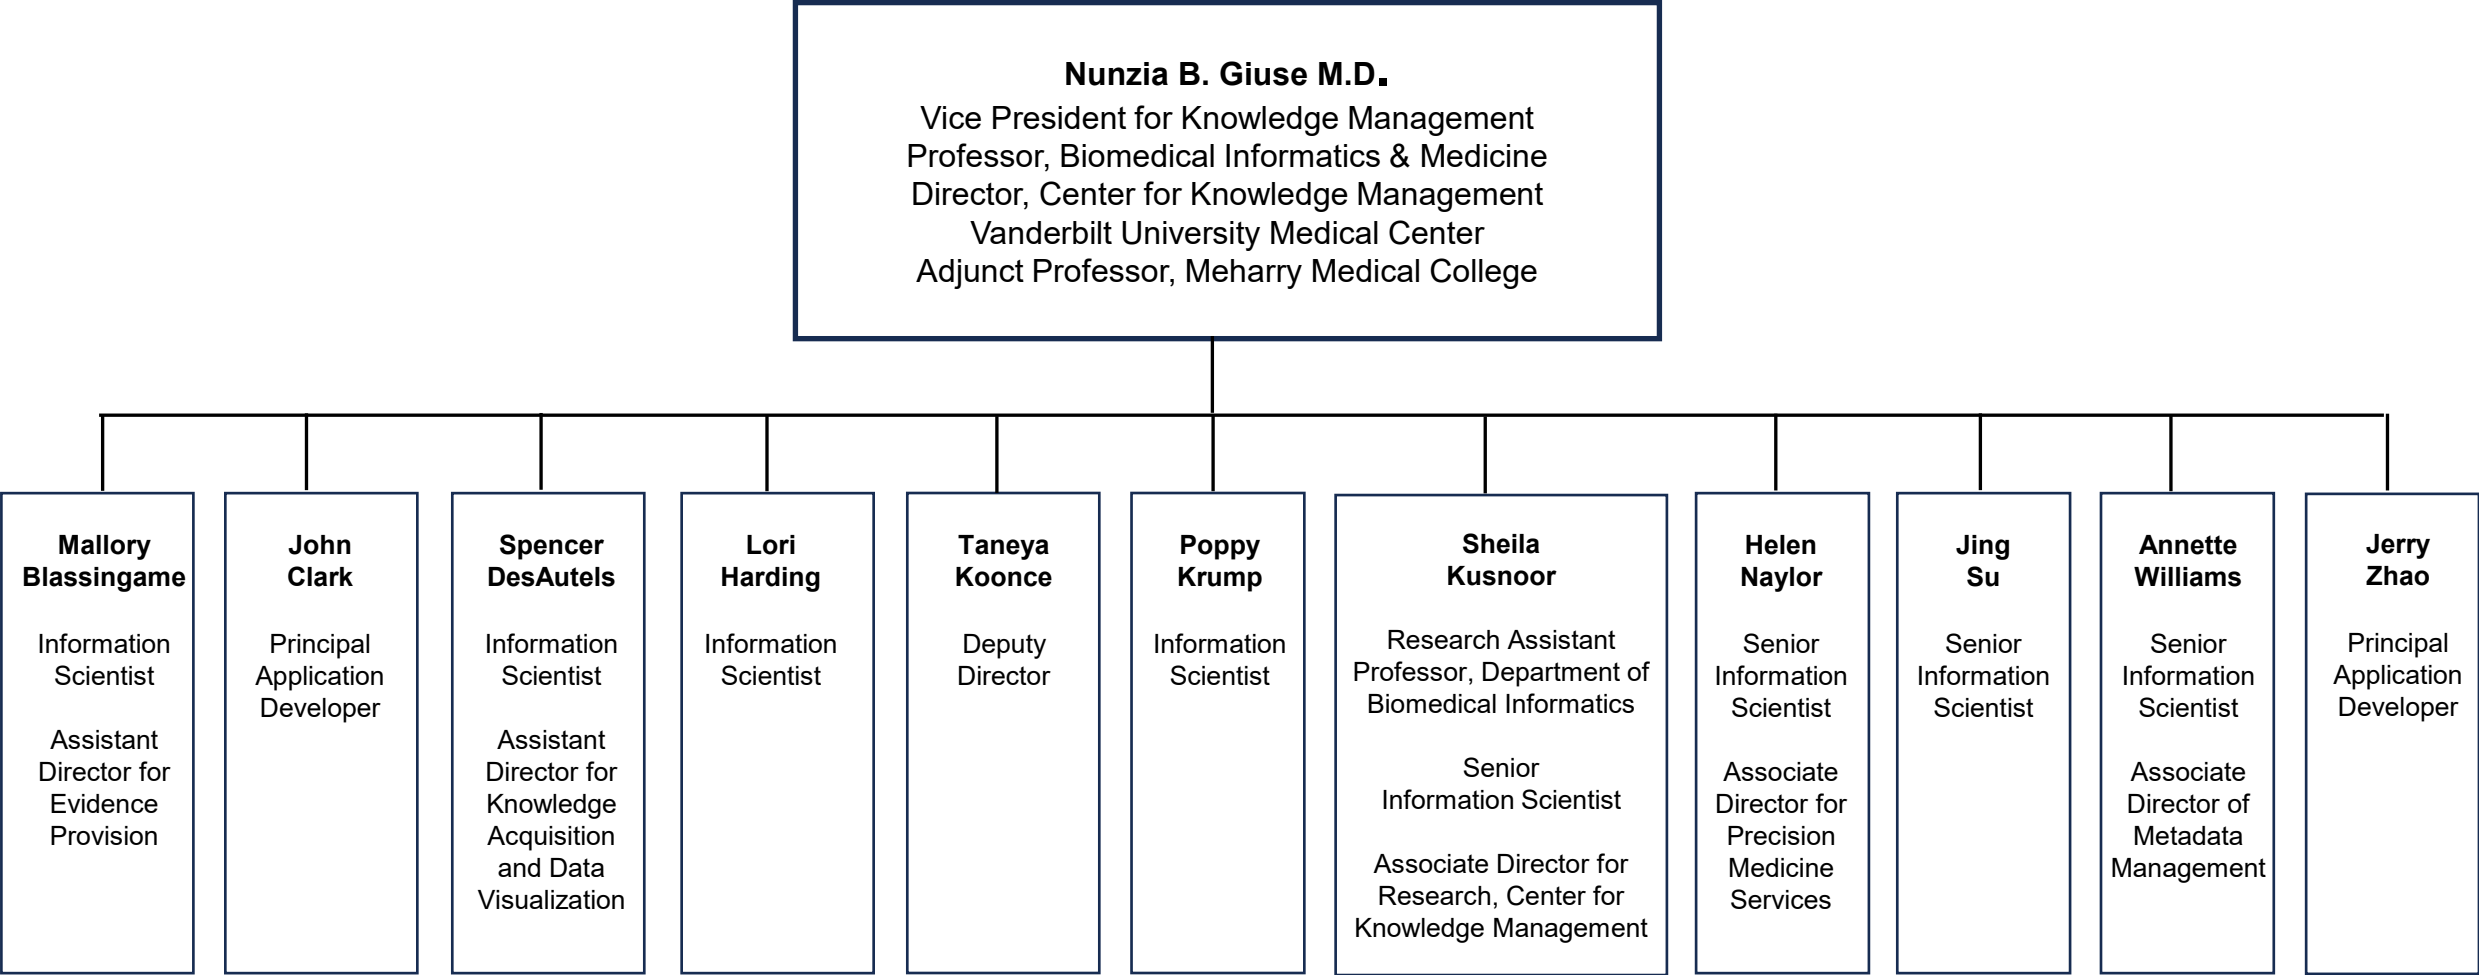 Nunzia B. Giuse M.D.
Vice President for Knowledge Management
Professor, Biomedical Informatics & Medicine
Director, Center for Knowledge Management
Vanderbilt University Medical Center
Adjunct Professor, Meharry Medical College
Mallory
Blassingame
Information
Scientist
Assistant
Director for
Evidence
Provision
John
Clark
Principal
Application
Developer
Spencer
DesAutels
Information
Scientist
Assistant
Director for
Knowledge
Acquisition
and Data
Visualization
Lori
Harding
Information
Scientist
Taneya
Koonce
Deputy
Director
Poppy
Krump
Information
Scientist
Sheila
Kusnoor
Research Assistant
Professor, Department of
Biomedical Informatics
Senior
Information Scientist
Associate Director for
Research, Center for
Knowledge Management
Helen
Naylor
Senior
Information
Scientist
Associate
Director for
Precision
Medicine
Services
Jing
Su
Senior
Information
Scientist
Annette
Williams
Senior
Information
Scientist
Associate
Director of
Metadata
Management
Jerry
Zhao
Principal
Application
Developer